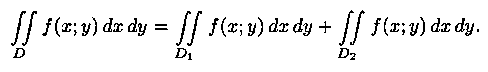 ∬_D f(x; y) dx dy = ∬_{D_1} f(x; y) dx dy + ∬_{D_2} f(x; y) dx dy.